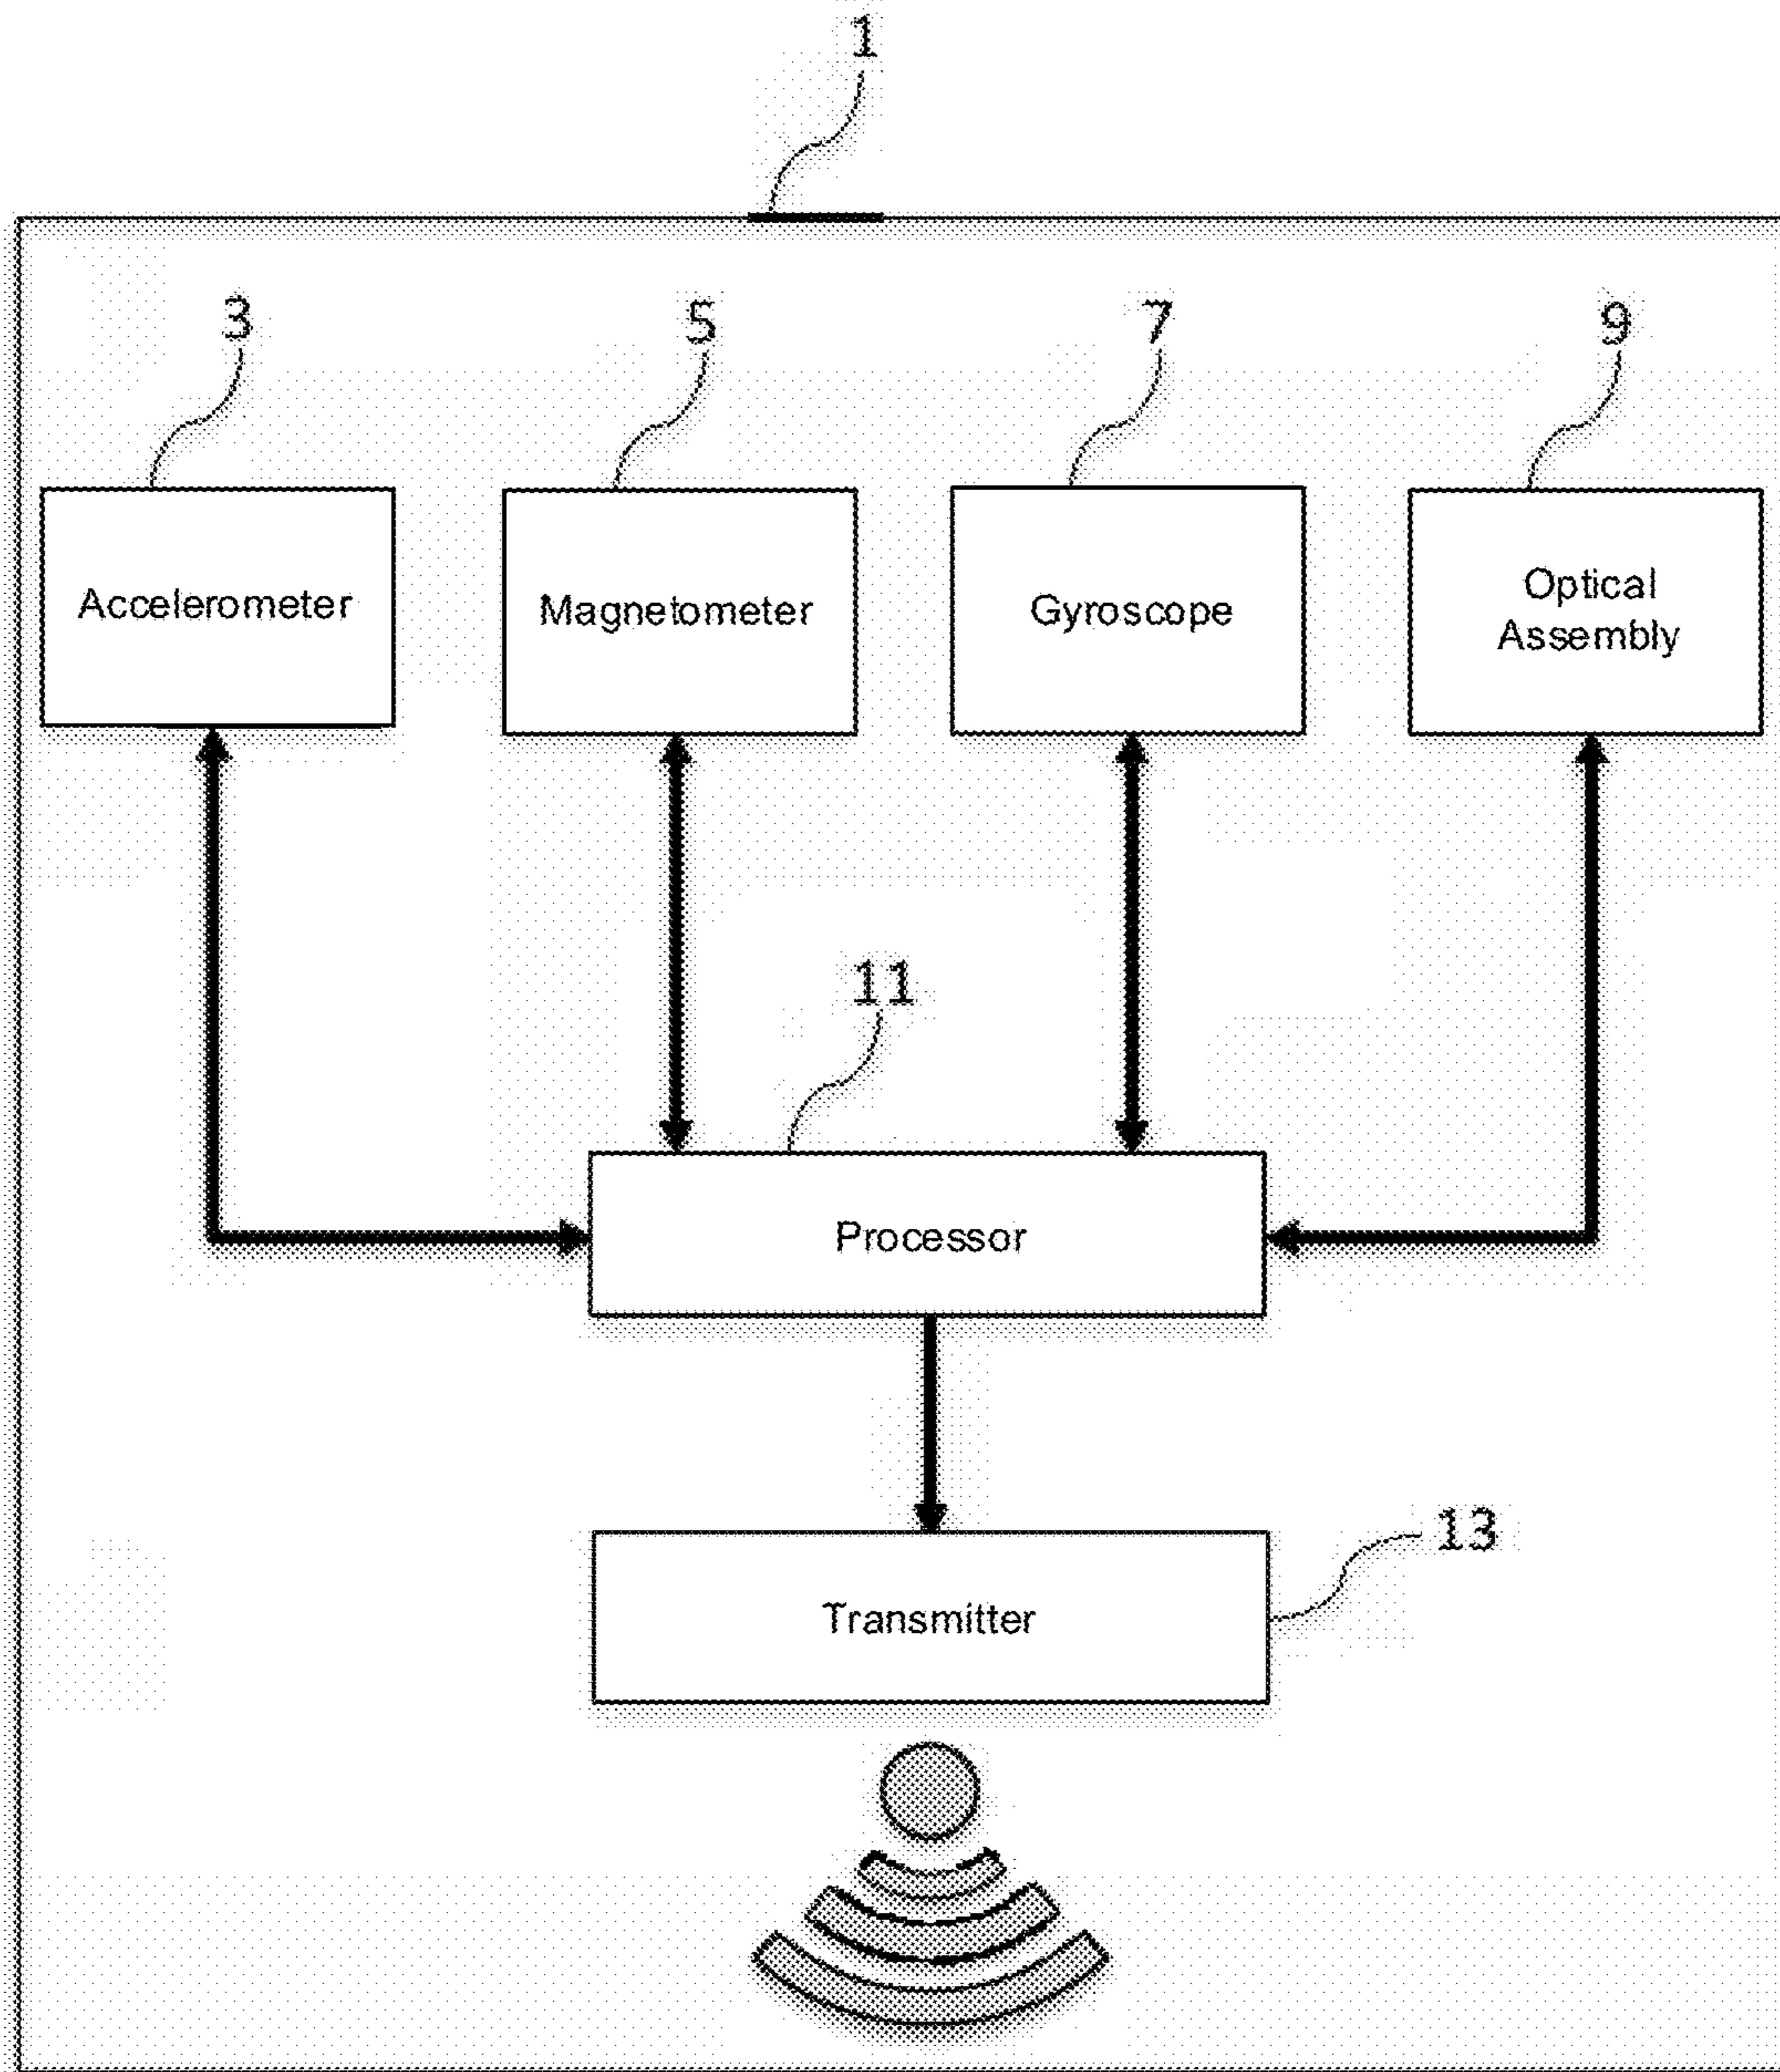 1
3
5
7
9
Accelerometer
Magnetometer
Gyroscope
Optical
Assembly
11
Processor
13
Transmitter